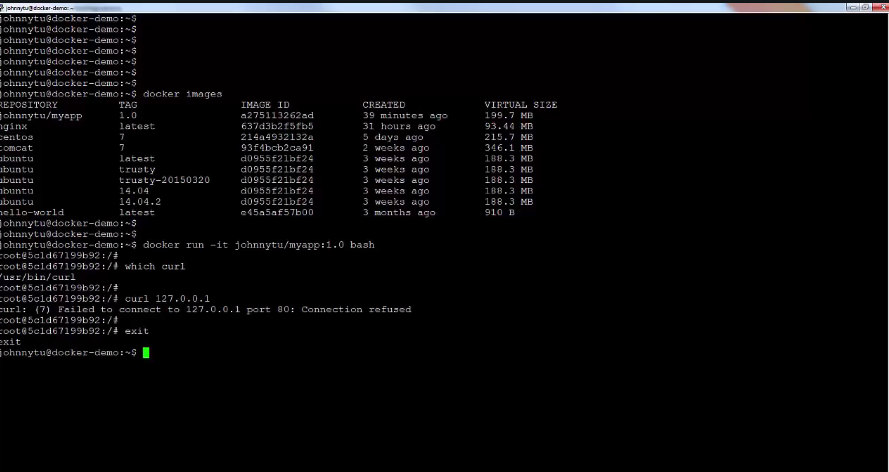 johnnytu@docker-demo: ~
johnnytu@docker-demo:~$
johnnytu@docker-demo:~$
johnnytu@docker-demo:~$
johnnytu@docker-demo:~$
johnnytu@docker-demo:~$
johnnytu@docker-demo:~$
johnnytu@docker-demo:~$
johnnytu@docker-demo:~$ docker images
REPOSITORY TAG IMAGE ID CREATED VIRTUAL SIZE
johnnytu/myapp 1.0 a275113262ad 39 minutes ago 199.7 MB
nginx latest 637d3b2f5fb5 31 hours ago 93.44 MB
centos 7 214a4932132a 5 days ago 215.7 MB
tomcat 7 93f4bcb2ca91 2 weeks ago 346.1 MB
ubuntu latest d0955f21bf24 3 weeks ago 188.3 MB
ubuntu trusty d0955f21bf24 3 weeks ago 188.3 MB
ubuntu trusty-20150320 d0955f21bf24 3 weeks ago 188.3 MB
ubuntu 14.04 d0955f21bf24 3 weeks ago 188.3 MB
ubuntu 14.04.2 d0955f21bf24 3 weeks ago 188.3 MB
hello-world latest e45a5af57b00 3 months ago 910 B
johnnytu@docker-demo:~$
johnnytu@docker-demo:~$ docker run -it johnnytu/myapp:1.0 bash
root@5cld67199b92:/#
root@5cld67199b92:/# which curl
/usr/bin/curl
root@5cld67199b92:/#
root@5cld67199b92:/# curl 127.0.0.1
curl: (7) Failed to connect to 127.0.0.1 port 80: Connection refused
root@5cld67199b92:/#
root@5cld67199b92:/# exit
exit
johnnytu@docker-demo:~$